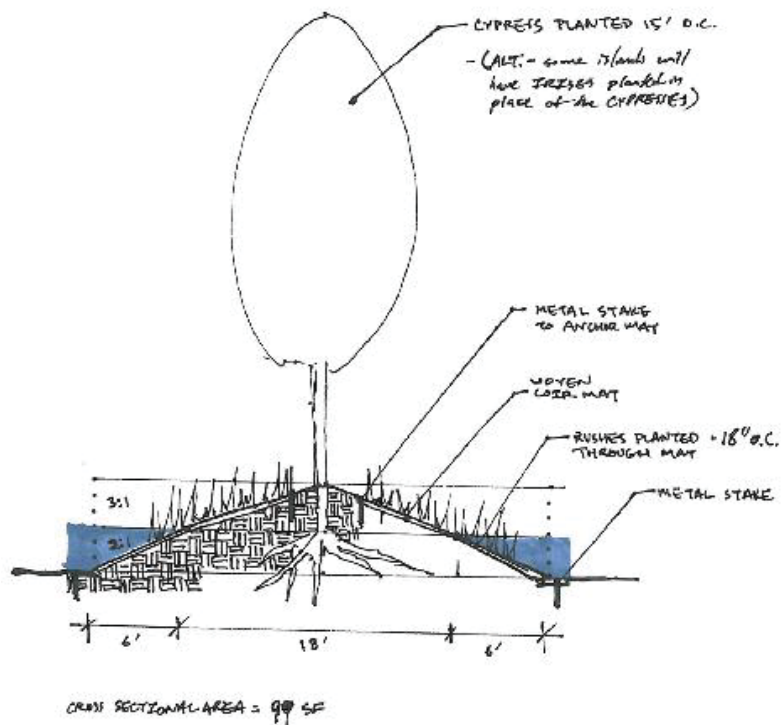 CYPRESS PLANTED 15' O.C.
- (ALT. - some islands will
have IRISES planted in
place of the CYPRESSES)
METAL STAKE
TO ANCHOR MAT
WOVEN
COIR MAT
RUSHES PLANTED - 18" O.C.
THROUGH MAT
METAL STAKE
3:1
2:1
6'
18'
6'
CROSS SECTIONAL AREA = 99 SF